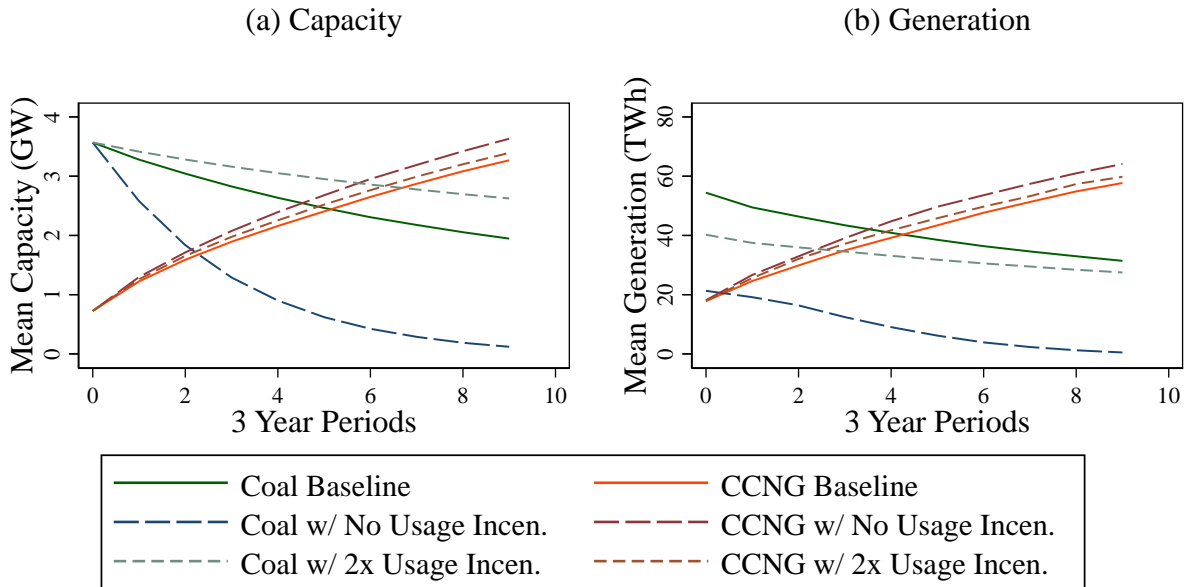 (a) Capacity
Mean Capacity (GW)
4
3
2
1
0
0 2 4 6 8 10
3 Year Periods
(b) Generation
Mean Generation (TWh)
80
60
40
20
0
0 2 4 6 8 10
3 Year Periods
Coal Baseline
CCNG Baseline
Coal w/ No Usage Incen.
CCNG w/ No Usage Incen.
Coal w/ 2x Usage Incen.
CCNG w/ 2x Usage Incen.